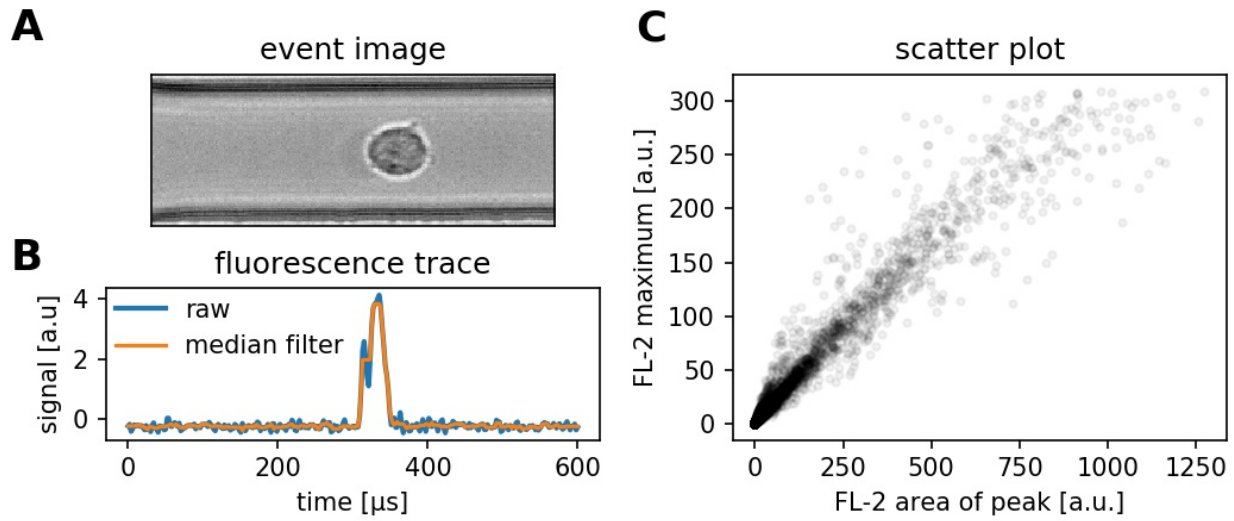 A
event image
B
fluorescence trace
4
2
0
signal [a.u]
raw
median filter
0 200 400 600
time [µs]
C
scatter plot
300
250
200
150
100
50
0
FL-2 maximum [a.u.]
0 250 500 750 1000 1250
FL-2 area of peak [a.u.]